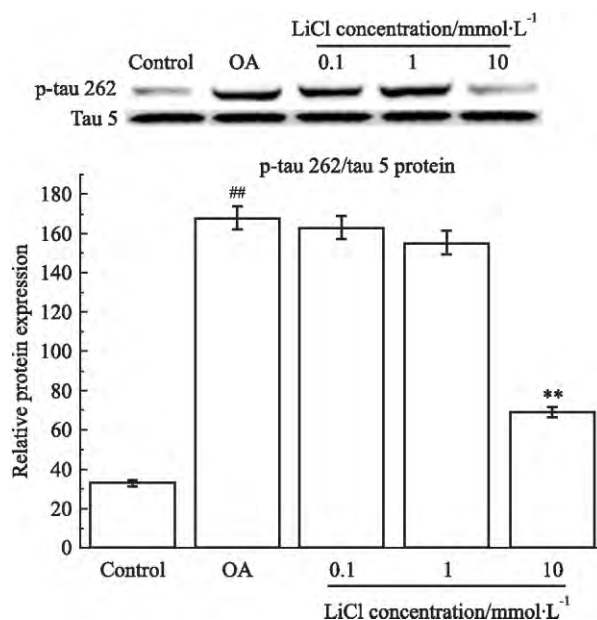 LiCl concentration/mmol·L⁻¹
Control OA 0.1 1 10
p-tau 262
Tau 5
p-tau 262/tau 5 protein
Relative protein expression
180
160
140
120
100
80
60
40
20
0
##
**
Control OA 0.1 1 10
LiCl concentration/mmol·L⁻¹